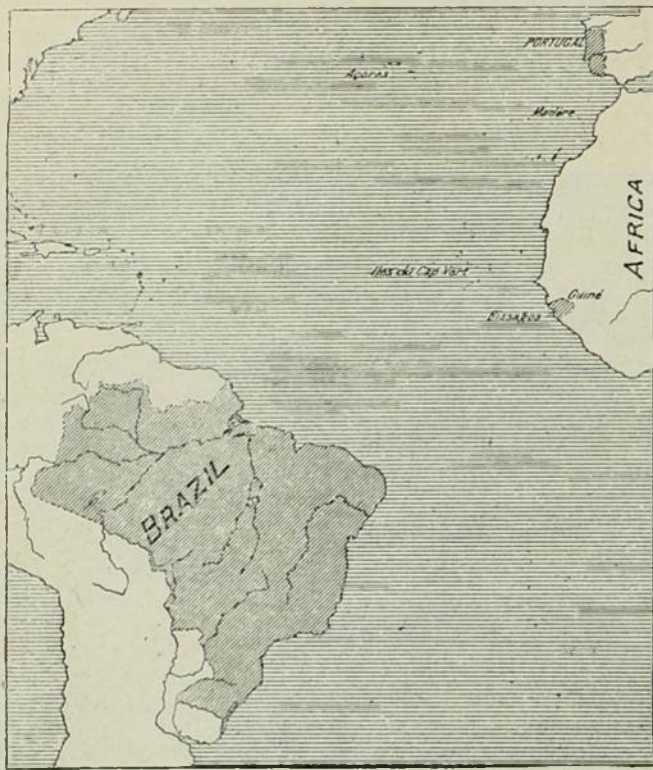 PORTUGAL
Açores
Madère
AFRICA
Iles du Cap Vert
Guiné
Bissagos
BRAZIL